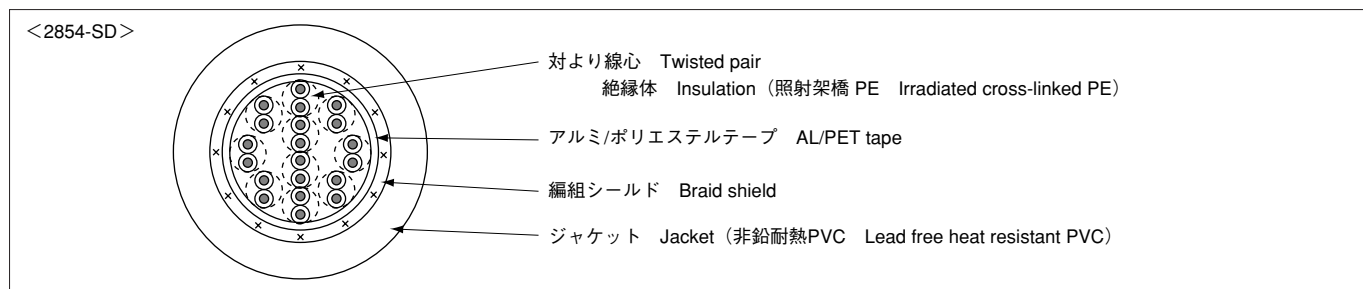 ＜2854-SD＞
対より線心　Twisted pair
絶縁体　Insulation（照射架橋 PE　Irradiated cross-linked PE）
アルミ/ポリエステルテープ　AL/PET tape
編組シールド　Braid shield
ジャケット　Jacket（非鉛耐熱PVC　Lead free heat resistant PVC）